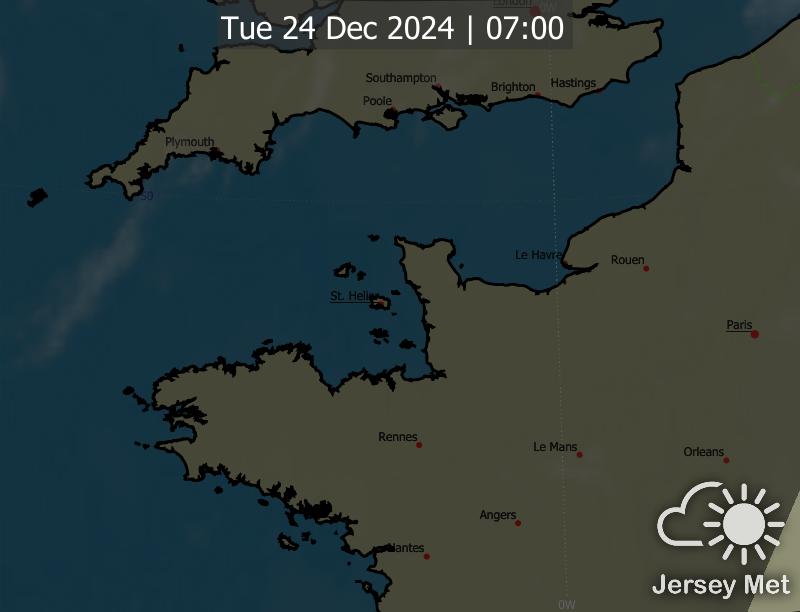 London
0W
Tue 24 Dec 2024 | 07:00
Southampton
Brighton
Hastings
Poole
Plymouth
50
Le Havre
Rouen
St. Helier
Paris
Rennes
Le Mans
Orleans
Angers
Nantes
Jersey Met
0W